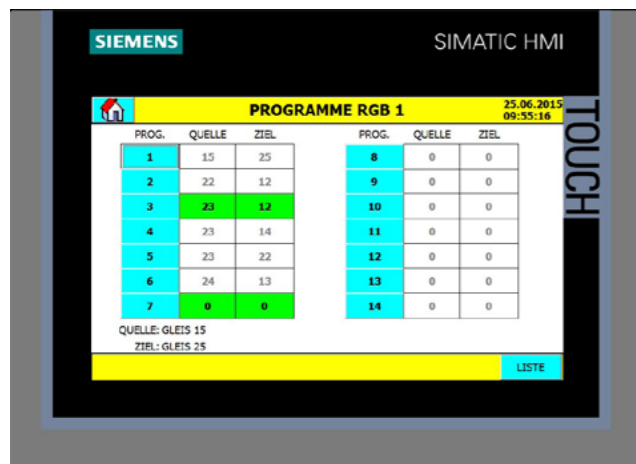 SIEMENS
SIMATIC HMI
TOUCH
PROGRAMME RGB 1
25.06.2015
09:55:16
PROG. QUELLE ZIEL PROG. QUELLE ZIEL
1 15 25 8 0 0
2 22 12 9 0 0
3 23 12 10 0 0
4 23 14 11 0 0
5 23 22 12 0 0
6 24 13 13 0 0
7 0 0 14 0 0
QUELLE: GLEIS 15
ZIEL: GLEIS 25
LISTE